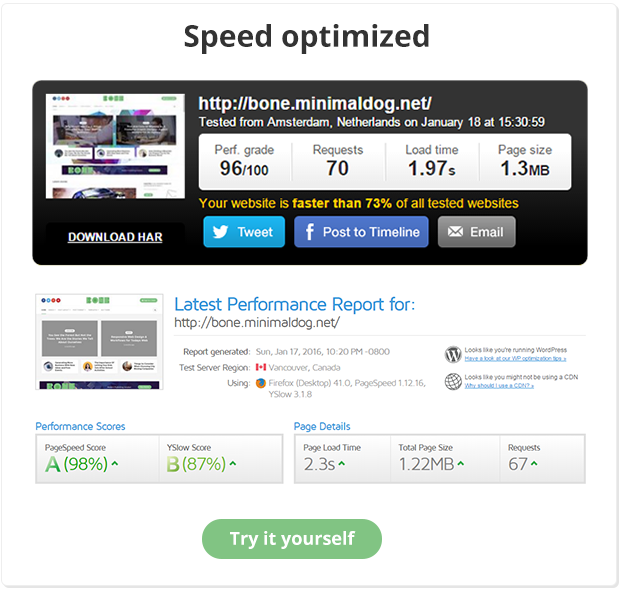 Speed optimized
http://bone.minimaldog.net/
Tested from Amsterdam, Netherlands on January 18 at 15:30:59
Perf. grade Requests Load time Page size
96/100 70 1.97s 1.3MB
Your website is faster than 73% of all tested websites
DOWNLOAD HAR Tweet Post to Timeline Email
BONE
Latest Performance Report for:
http://bone.minimaldog.net/
Report generated: Sun, Jan 17, 2016, 10:20 PM -0800
Test Server Region: Vancouver, Canada
Using: Firefox (Desktop) 41.0, PageSpeed 1.12.16,
YSlow 3.1.8
Looks like you're running WordPress
Have a look at our WP optimization tips »
Looks like you might not be using a CDN
Why should I use a CDN? »
Performance Scores Page Details
PageSpeed Score YSlow Score Page Load Time Total Page Size Requests
A (98%) B (87%) 2.3s 1.22MB 67
Try it yourself